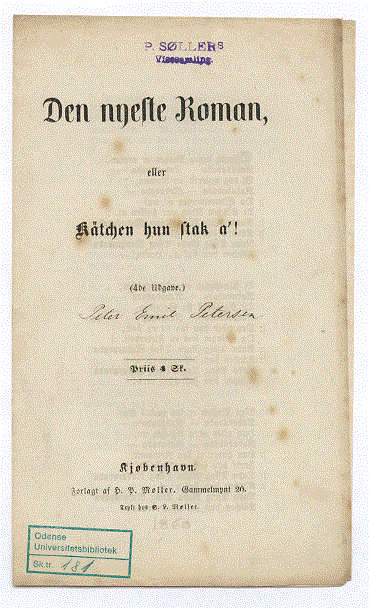 P. SØLLERS
Visesamling.
Den nyeste Roman,
eller
Kätchen hun stak a'!
(4de Udgave.)
Peter Emil Petersen
Priis 4 Sk.
Kjøbenhavn.
Forlagt af H. P. Møller, Gammelmynt 20.
Trykt hos S. L. Møller.
Odense
Universitetsbibliotek
Sk.tr. 181